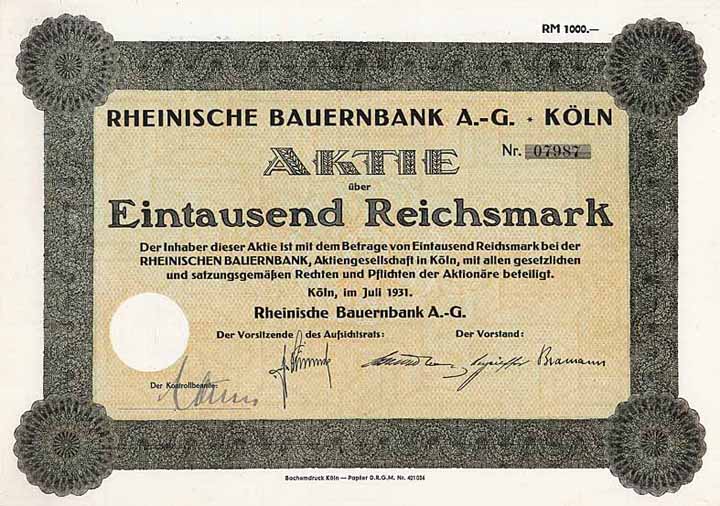 RM 1000.—
RHEINISCHE BAUERNBANK A.-G. • KÖLN
AKTIE
Nr. 07987
über
Eintausend Reichsmark
Der Inhaber dieser Aktie ist mit dem Betrage von Eintausend Reichsmark bei der
RHEINISCHEN BAUERNBANK, Aktiengesellschaft in Köln, mit allen gesetzlichen
und satzungsgemäßen Rechten und Pflichten der Aktionäre beteiligt.
Köln, im Juli 1931.
Rheinische Bauernbank A.-G.
Der Vorsitzende des Aufsichtsrats: Der Vorstand:
Bramann
Der Kontrollbeamte:
Bachemdruck Köln — Papier D.R.G.M. Nr. 421034